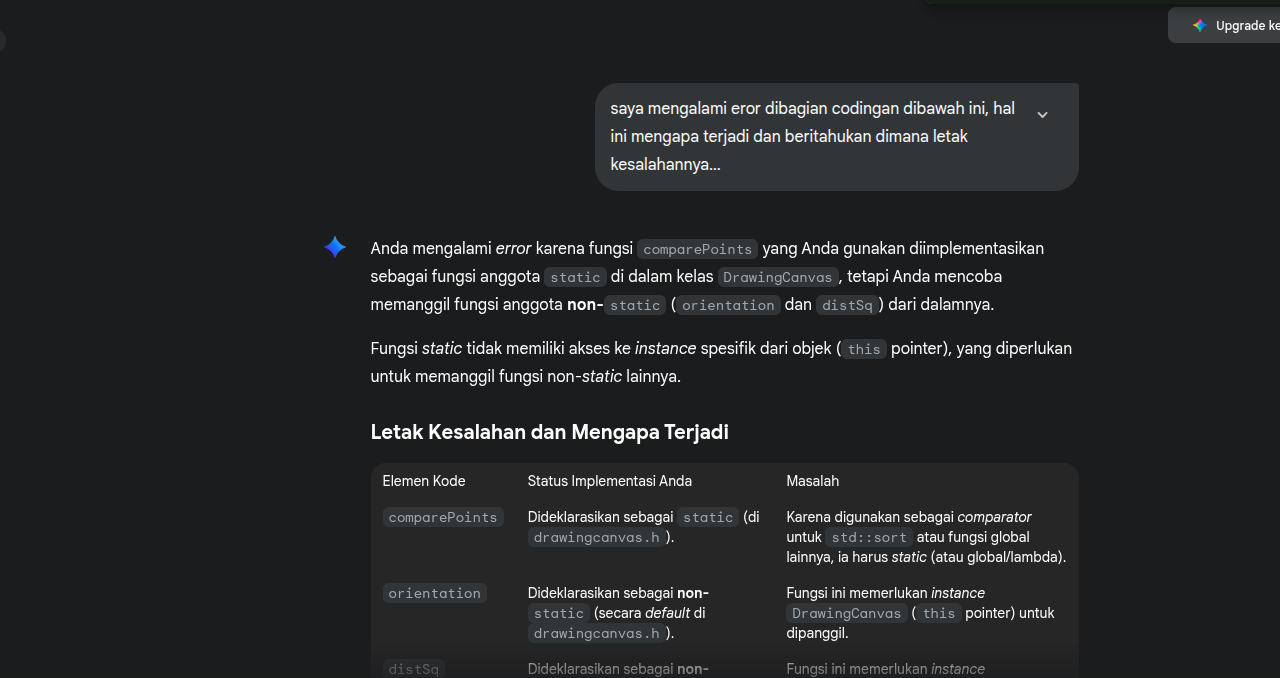 Upgrade ke
saya mengalami eror dibagian codingan dibawah ini, hal
ini mengapa terjadi dan beritahukan dimana letak
kesalahannya...
Anda mengalami error karena fungsi comparePoints yang Anda gunakan diimplementasikan
sebagai fungsi anggota static di dalam kelas DrawingCanvas, tetapi Anda mencoba
memanggil fungsi anggota non-static (orientation dan distSq) dari dalamnya.
Fungsi static tidak memiliki akses ke instance spesifik dari objek (this pointer), yang diperlukan
untuk memanggil fungsi non-static lainnya.
Letak Kesalahan dan Mengapa Terjadi
Elemen Kode Status Implementasi Anda Masalah
comparePoints
Dideklarasikan sebagai static (di
drawingcanvas.h).
Karena digunakan sebagai comparator
untuk std::sort atau fungsi global
lainnya, ia harus static (atau global/lambda).
orientation
Dideklarasikan sebagai non-
static (secara default di
drawingcanvas.h).
Fungsi ini memerlukan instance
DrawingCanvas (this pointer) untuk
dipanggil.
distSq
Dideklarasikan sebagai non-
Fungsi ini memerlukan instance